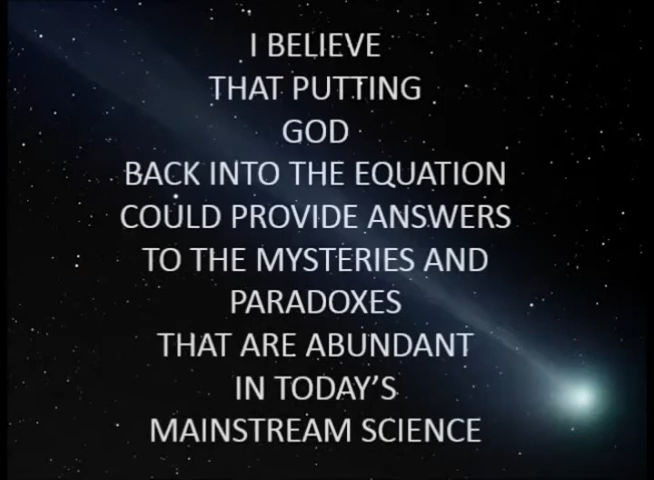 I BELIEVE
THAT PUTTING
GOD
BACK INTO THE EQUATION
COULD PROVIDE ANSWERS
TO THE MYSTERIES AND
PARADOXES
THAT ARE ABUNDANT
IN TODAY'S
MAINSTREAM SCIENCE